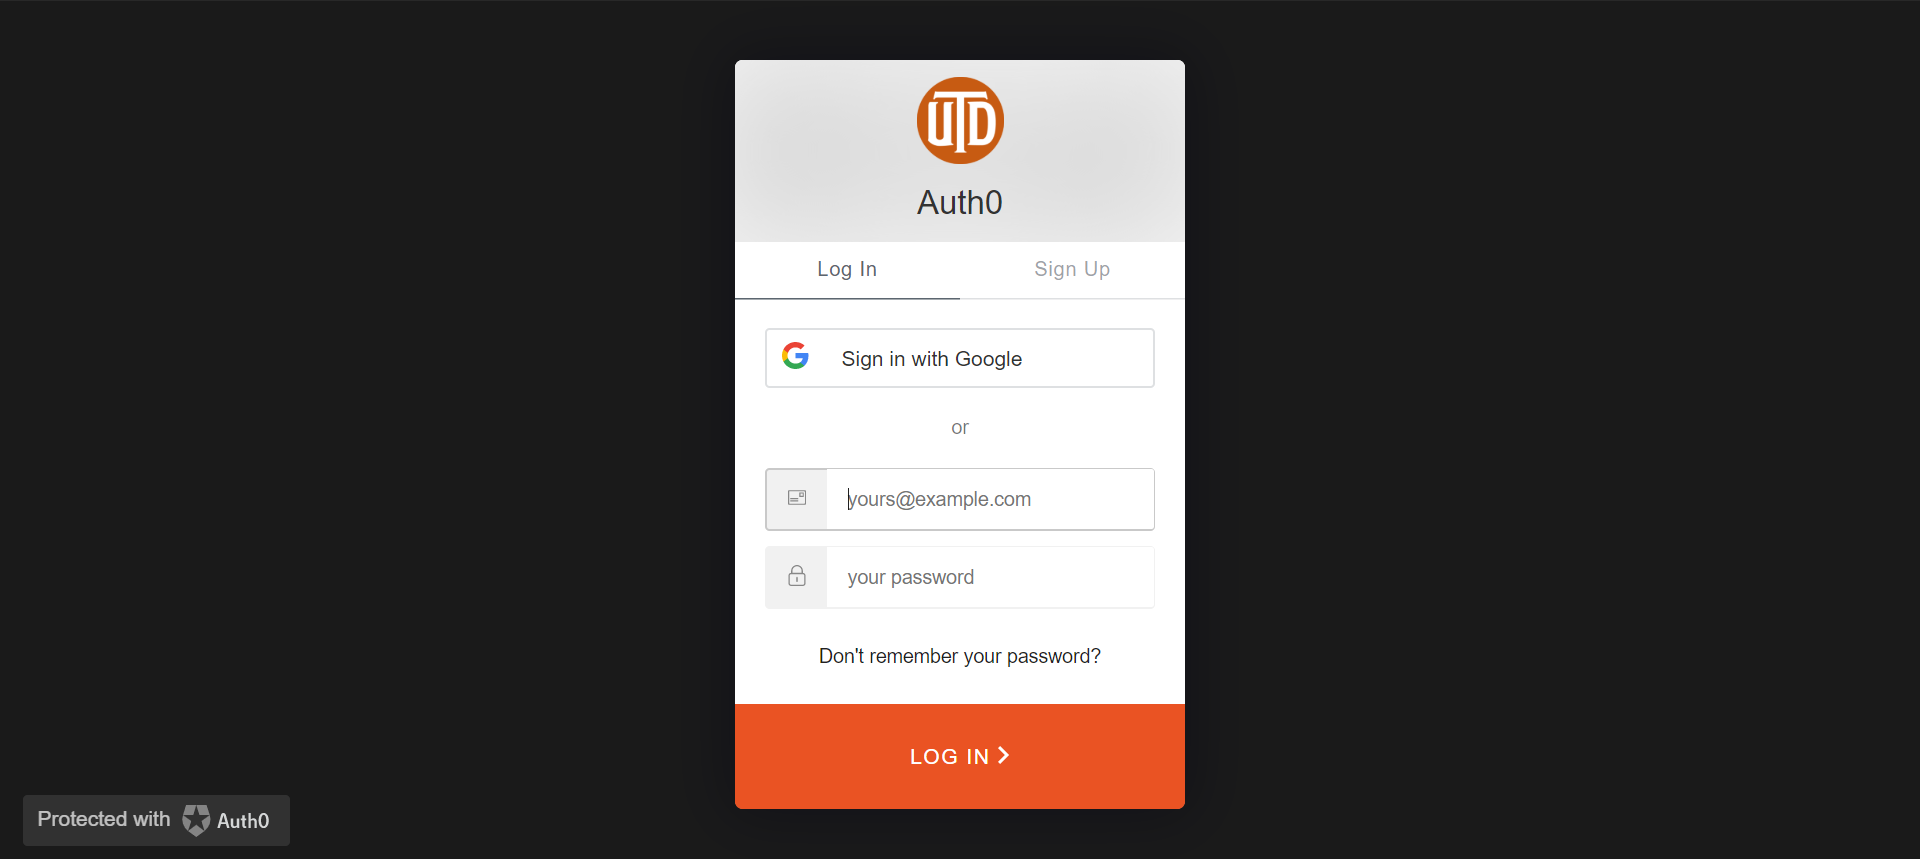 UTD
Auth0
Log In
Sign Up
Sign in with Google
or
yours@example.com
your password
Don't remember your password?
LOG IN
Protected with Auth0